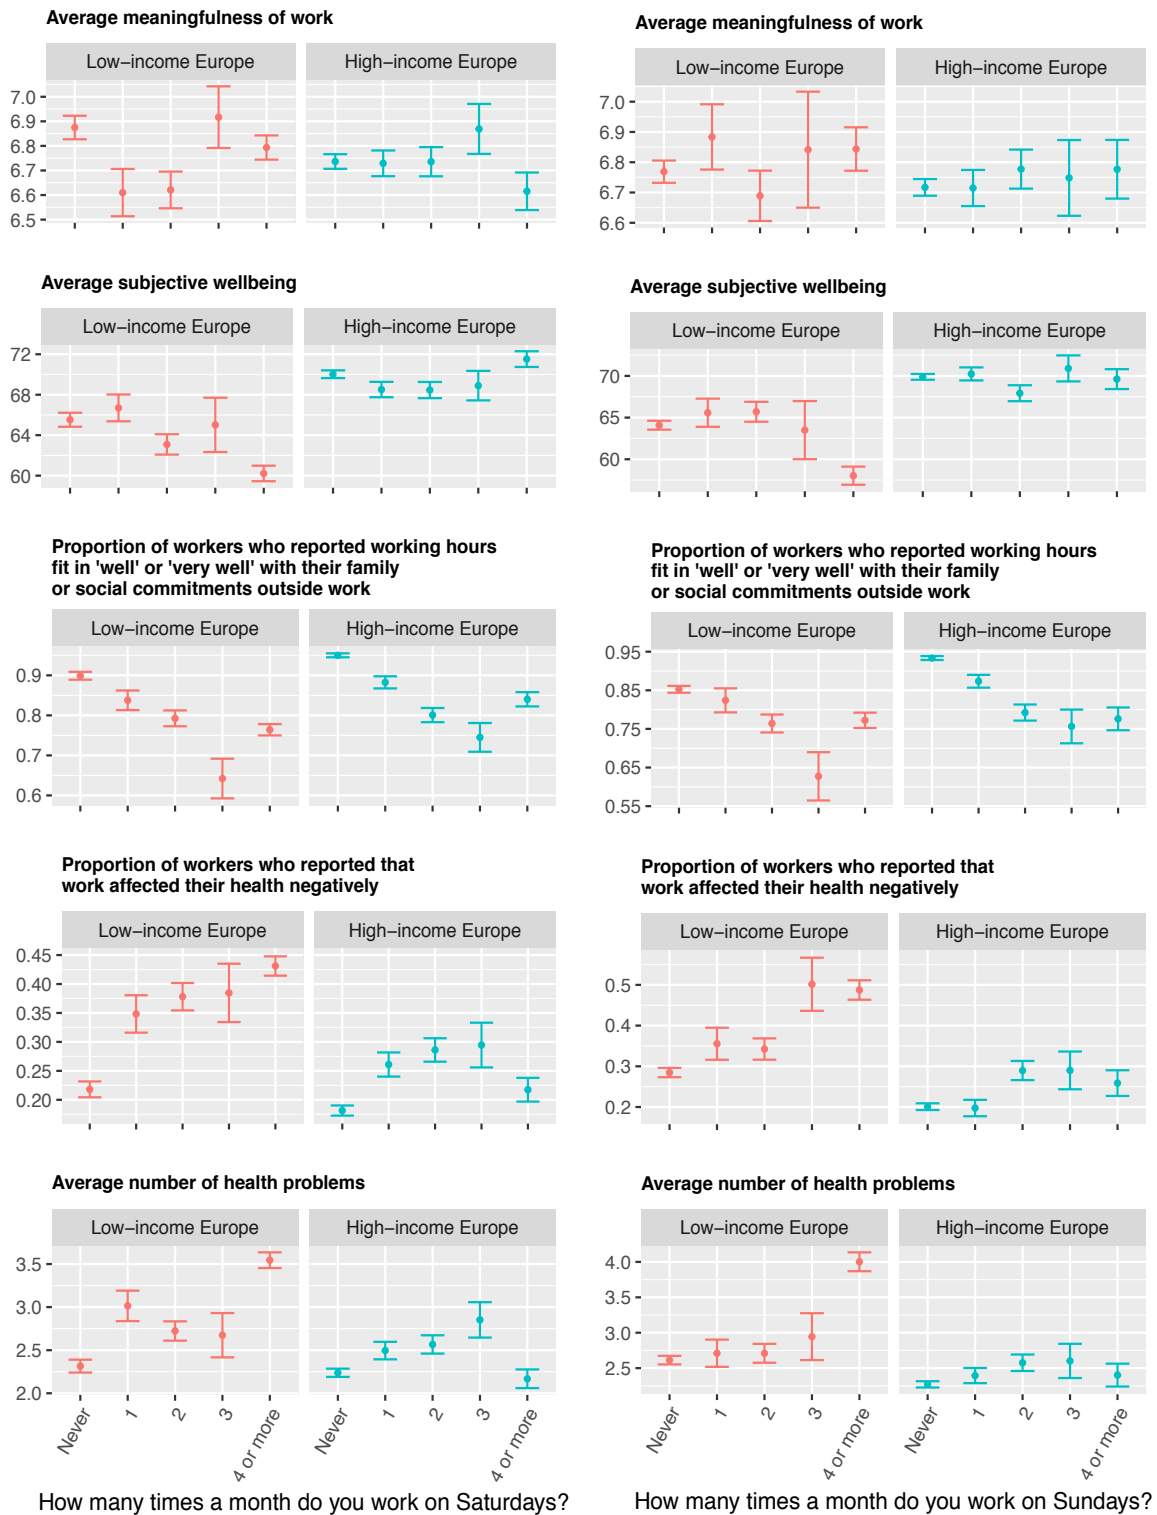 Average meaningfulness of work
Low−income Europe
High−income Europe
7.0
6.9
6.8
6.7
6.6
6.5
Average subjective wellbeing
Low−income Europe
High−income Europe
72
68
64
60
Proportion of workers who reported working hours
fit in 'well' or 'very well' with their family
or social commitments outside work
Low−income Europe
High−income Europe
0.9
0.8
0.7
0.6
Proportion of workers who reported that
work affected their health negatively
Low−income Europe
High−income Europe
0.45
0.40
0.35
0.30
0.25
0.20
Average number of health problems
Low−income Europe
High−income Europe
3.5
3.0
2.5
2.0
Never
1
2
3
4 or more
Never
1
2
3
4 or more
How many times a month do you work on Saturdays?
Average meaningfulness of work
Low−income Europe
High−income Europe
7.0
6.9
6.8
6.7
6.6
Average subjective wellbeing
Low−income Europe
High−income Europe
70
65
60
Proportion of workers who reported working hours
fit in 'well' or 'very well' with their family
or social commitments outside work
Low−income Europe
High−income Europe
0.95
0.85
0.75
0.65
0.55
Proportion of workers who reported that
work affected their health negatively
Low−income Europe
High−income Europe
0.5
0.4
0.3
0.2
Average number of health problems
Low−income Europe
High−income Europe
4.0
3.5
3.0
2.5
Never
1
2
3
4 or more
Never
1
2
3
4 or more
How many times a month do you work on Sundays?